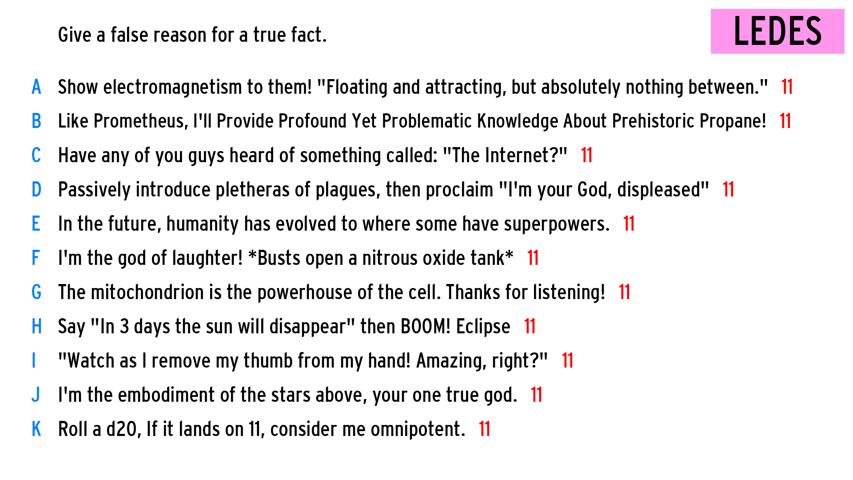 LEDES
Give a false reason for a true fact.
A Show electromagnetism to them! "Floating and attracting, but absolutely nothing between." 11
B Like Prometheus, I'll Provide Profound Yet Problematic Knowledge About Prehistoric Propane! 11
C Have any of you guys heard of something called: "The Internet?" 11
D Passively introduce pletheras of plagues, then proclaim "I'm your God, displeased" 11
E In the future, humanity has evolved to where some have superpowers. 11
F I'm the god of laughter! *Busts open a nitrous oxide tank* 11
G The mitochondrion is the powerhouse of the cell. Thanks for listening! 11
H Say "In 3 days the sun will disappear" then BOOM! Eclipse 11
I "Watch as I remove my thumb from my hand! Amazing, right?" 11
J I'm the embodiment of the stars above, your one true god. 11
K Roll a d20, If it lands on 11, consider me omnipotent. 11